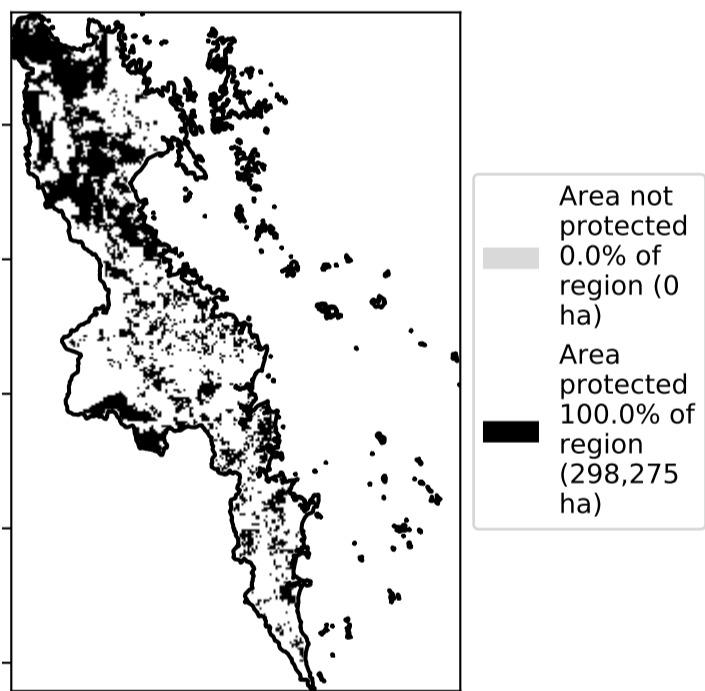 Area not
protected
0.0% of
region (0
ha)
Area
protected
100.0% of
region
(298,275
ha)